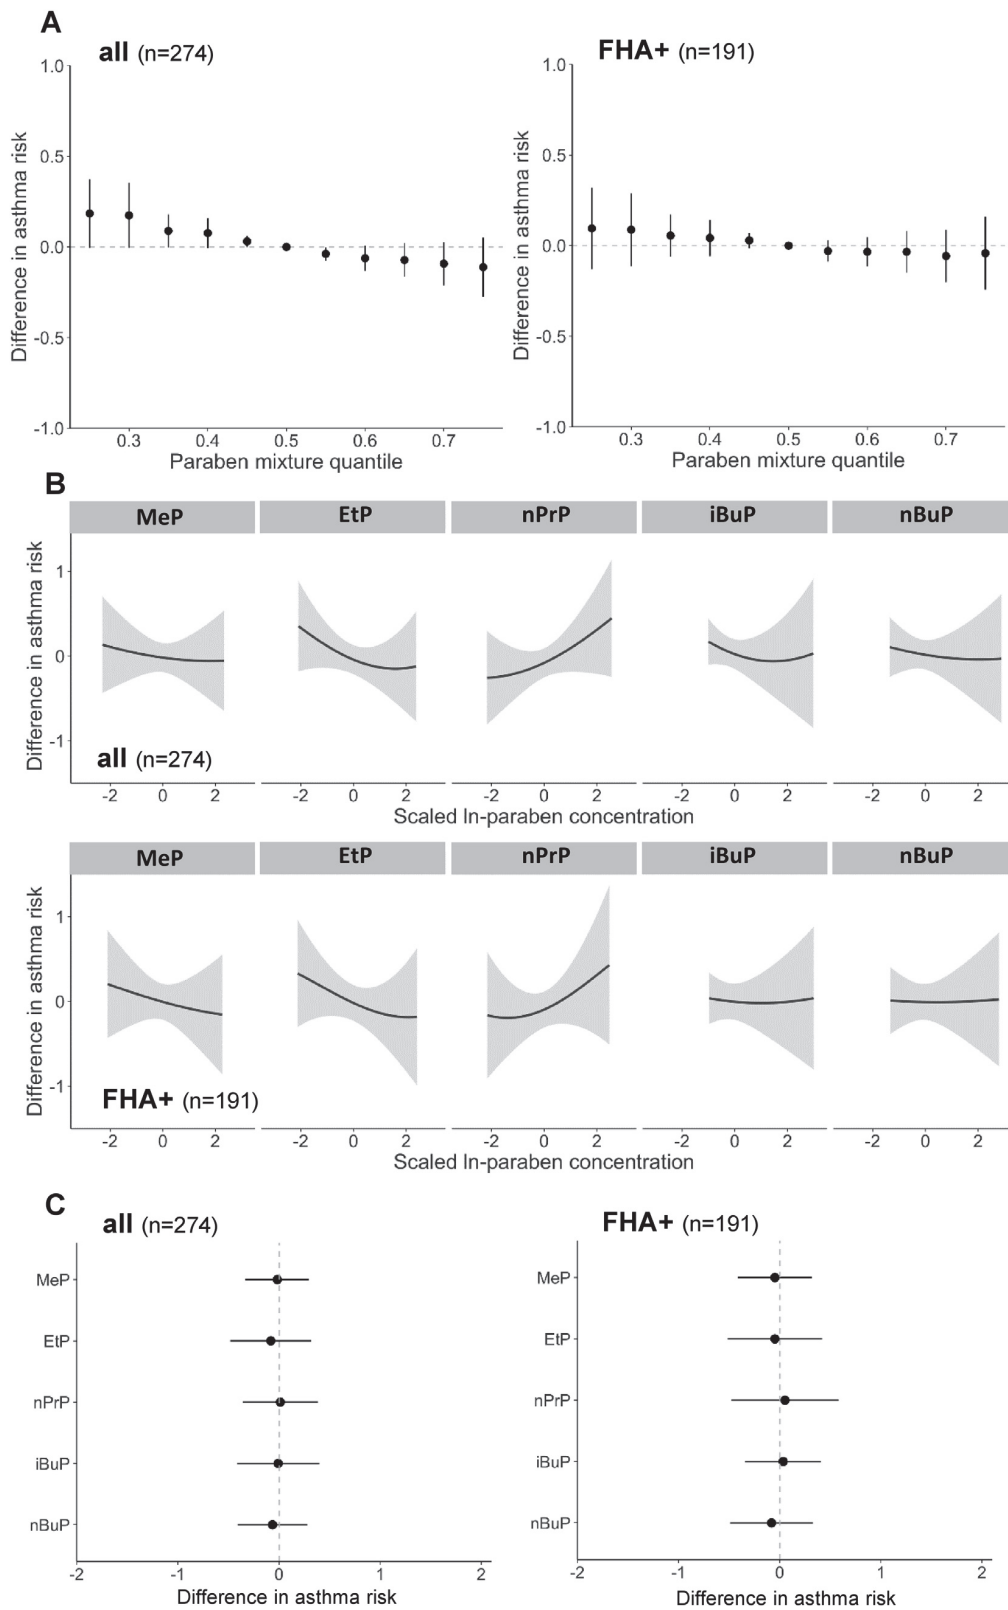 A
all (n=274)
FHA+ (n=191)
1.0
0.5
0.0
-0.5
-1.0
Difference in asthma risk
0.3 0.4 0.5 0.6 0.7
Paraben mixture quantile
1.0
0.5
0.0
-0.5
-1.0
Difference in asthma risk
0.3 0.4 0.5 0.6 0.7
Paraben mixture quantile
B
MeP EtP nPrP iBuP nBuP
Difference in asthma risk
1
0
-1
all (n=274)
-2 0 2 -2 0 2 -2 0 2 -2 0 2 -2 0 2
Scaled ln-paraben concentration
MeP EtP nPrP iBuP nBuP
Difference in asthma risk
1
0
-1
FHA+ (n=191)
-2 0 2 -2 0 2 -2 0 2 -2 0 2 -2 0 2
Scaled ln-paraben concentration
C
all (n=274)
FHA+ (n=191)
MeP
EtP
nPrP
iBuP
nBuP
-2 -1 0 1 2
Difference in asthma risk
MeP
EtP
nPrP
iBuP
nBuP
-2 -1 0 1 2
Difference in asthma risk